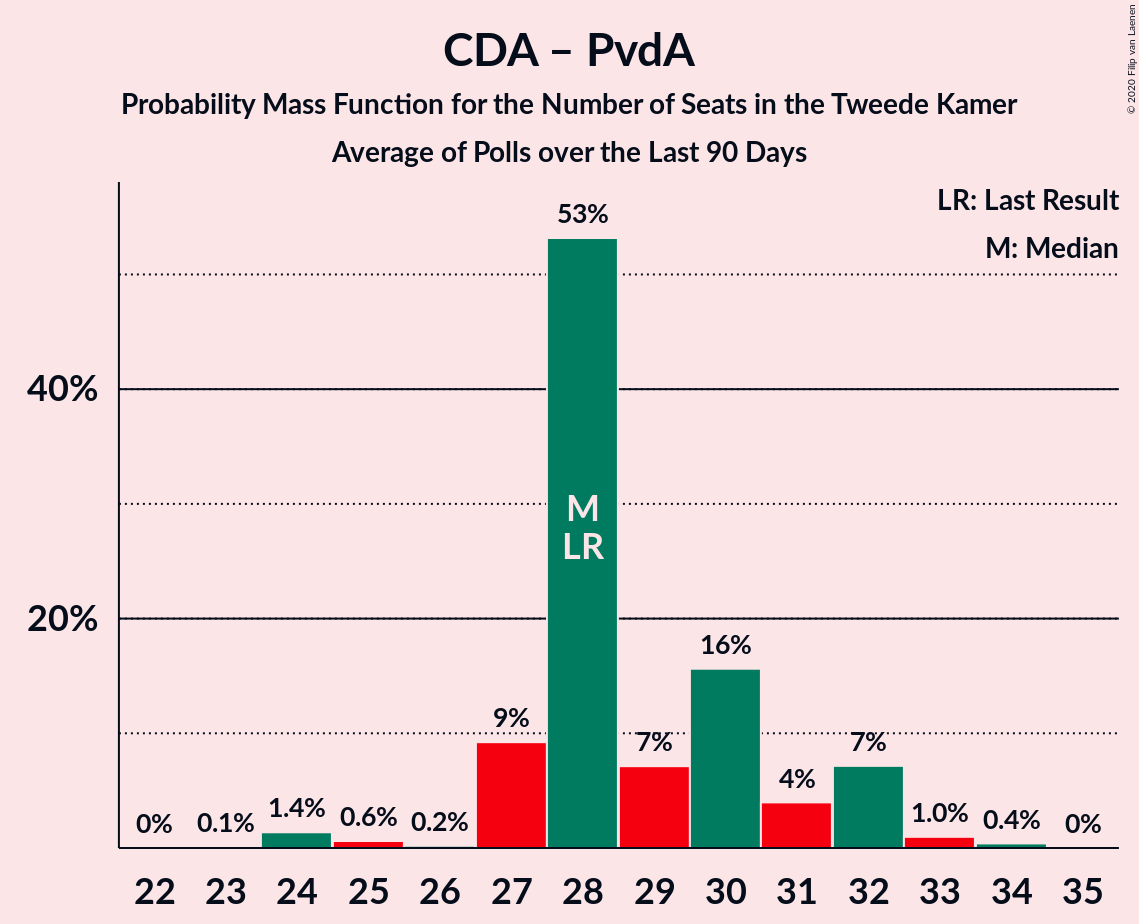 CDA – PvdA
Probability Mass Function for the Number of Seats in the Tweede Kamer
Average of Polls over the Last 90 Days
© 2020 Filip van Laenen
LR: Last Result
M: Median
40%
20%
0%
0.1%
1.4%
0.6%
0.2%
9%
53%
M
LR
7%
16%
4%
7%
1.0%
0.4%
0%
22 23 24 25 26 27 28 29 30 31 32 33 34 35